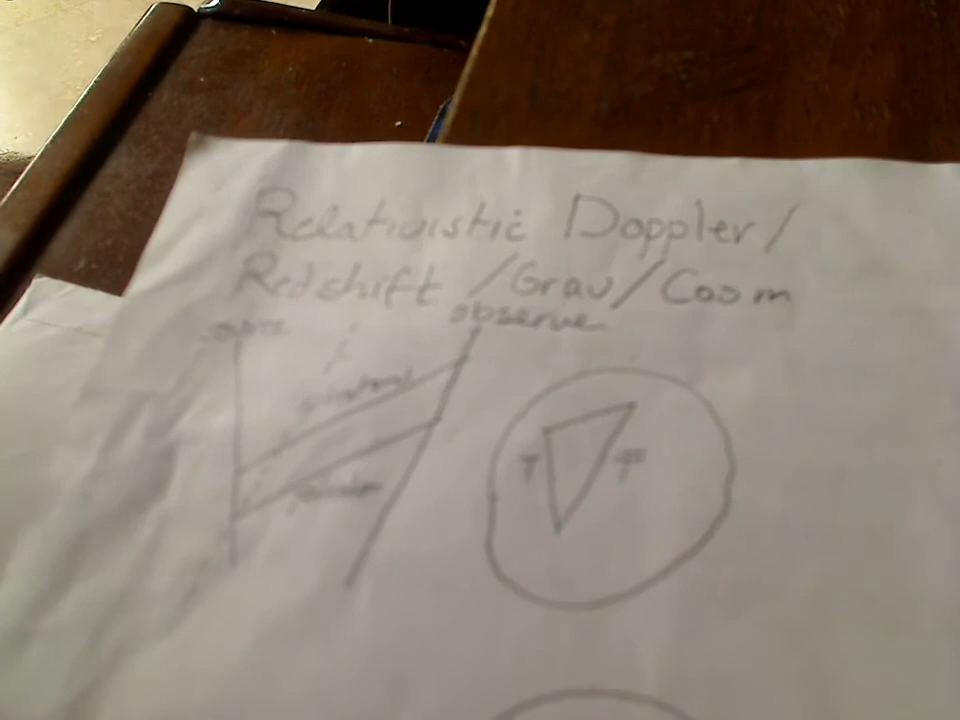 Relativistic Doppler/
Redshift /Grav/Cosm
observe
T T